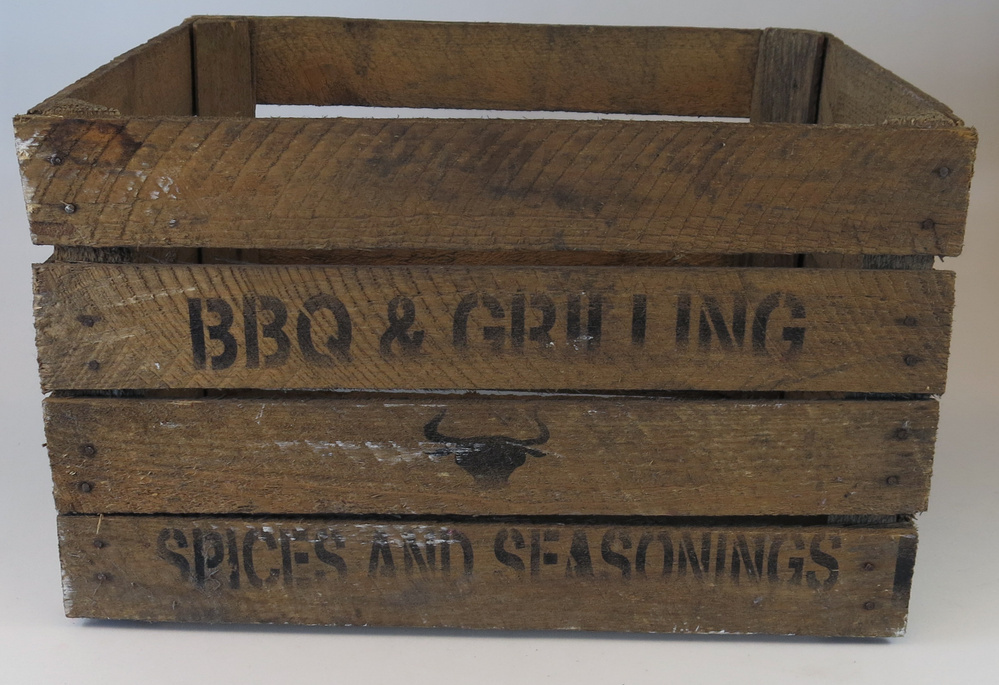 BBQ & GRILLING
SPICES AND SEASONINGS